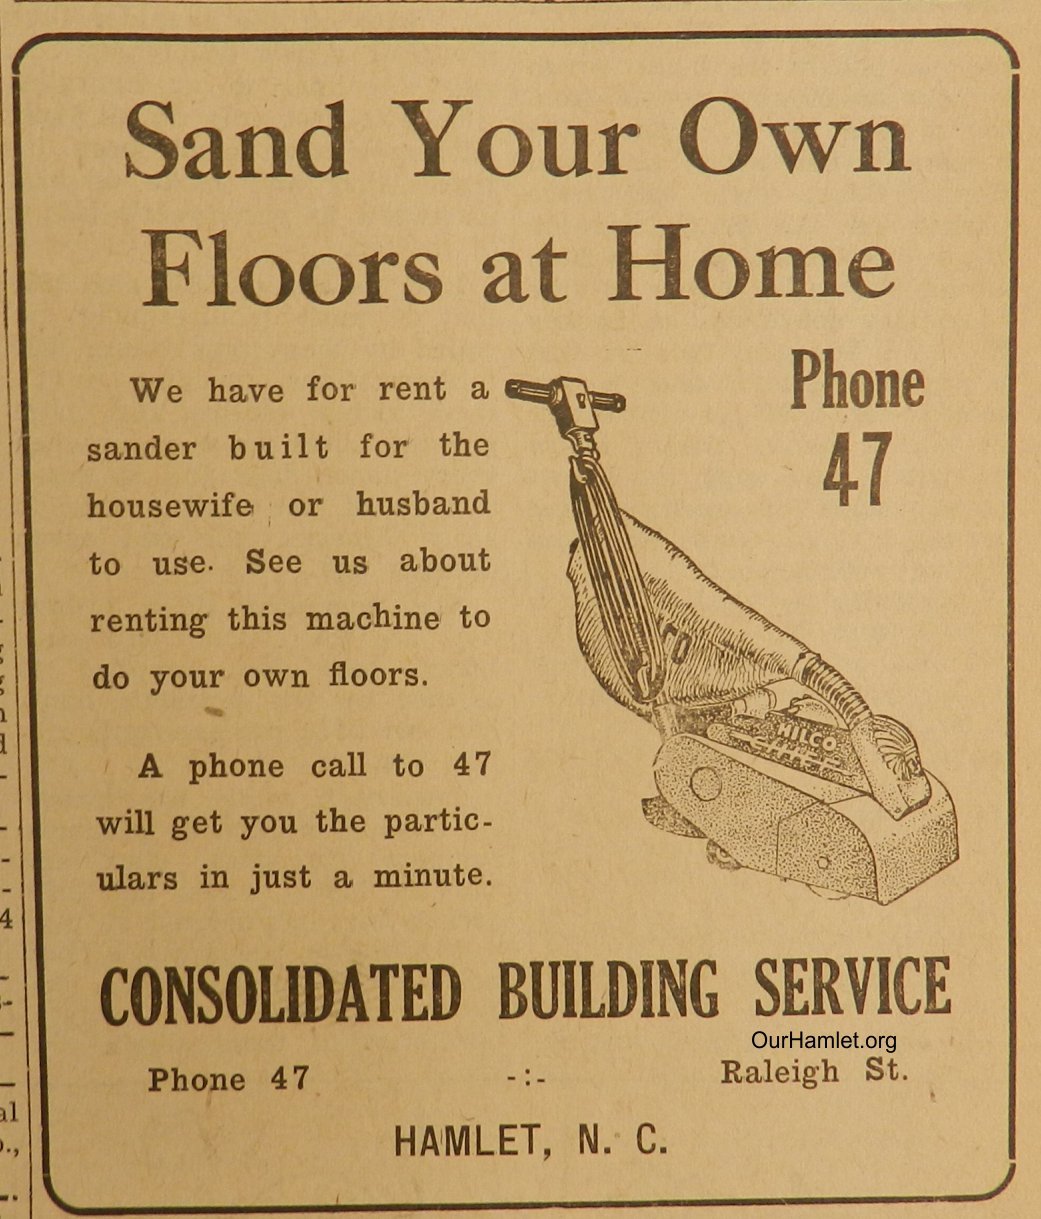 Sand Your Own
Floors at Home
We have for rent a
sander built for the
housewife or husband
to use. See us about
renting this machine to
do your own floors.
A phone call to 47
will get you the partic-
ulars in just a minute.
Phone
47
HILCO
CONSOLIDATED BUILDING SERVICE
OurHamlet.org
Phone 47 -:- Raleigh St.
HAMLET, N. C.